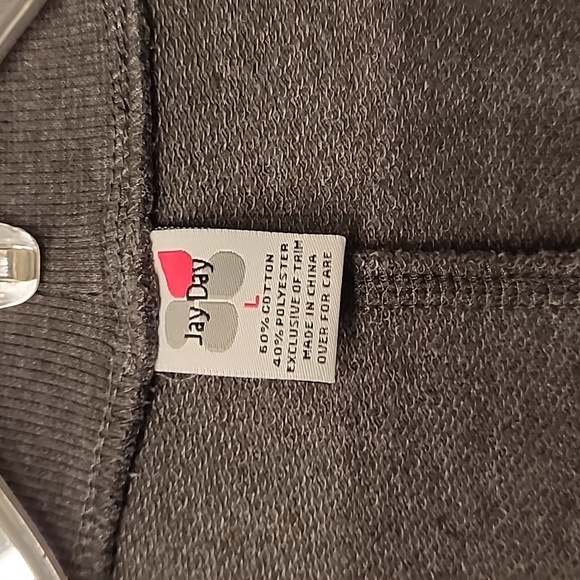 Jay Day
L
60% COTTON
40% POLYESTER
EXCLUSIVE OF TRIM
MADE IN CHINA
OVER FOR CARE